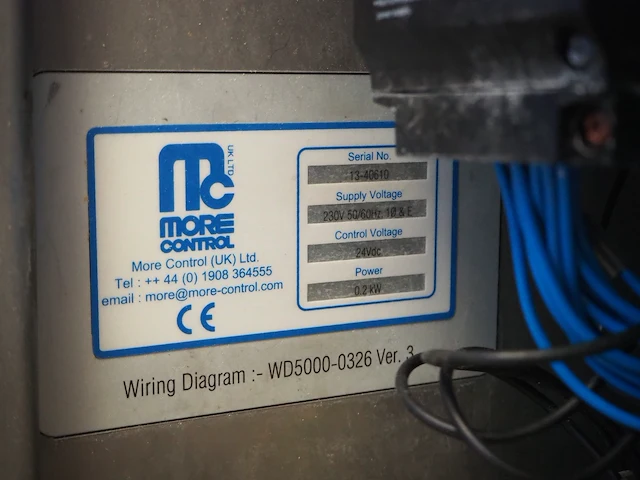 mc UK LTD
MORE
CONTROL
More Control (UK) Ltd.
Tel : ++ 44 (0) 1908 364555
email : more@more-control.com
CE
Serial No.
13-40610
Supply Voltage
230V 50/60Hz 1Ø & E
Control Voltage
24Vdc
Power
0.2 kW
Wiring Diagram :- WD5000-0326 Ver. 3